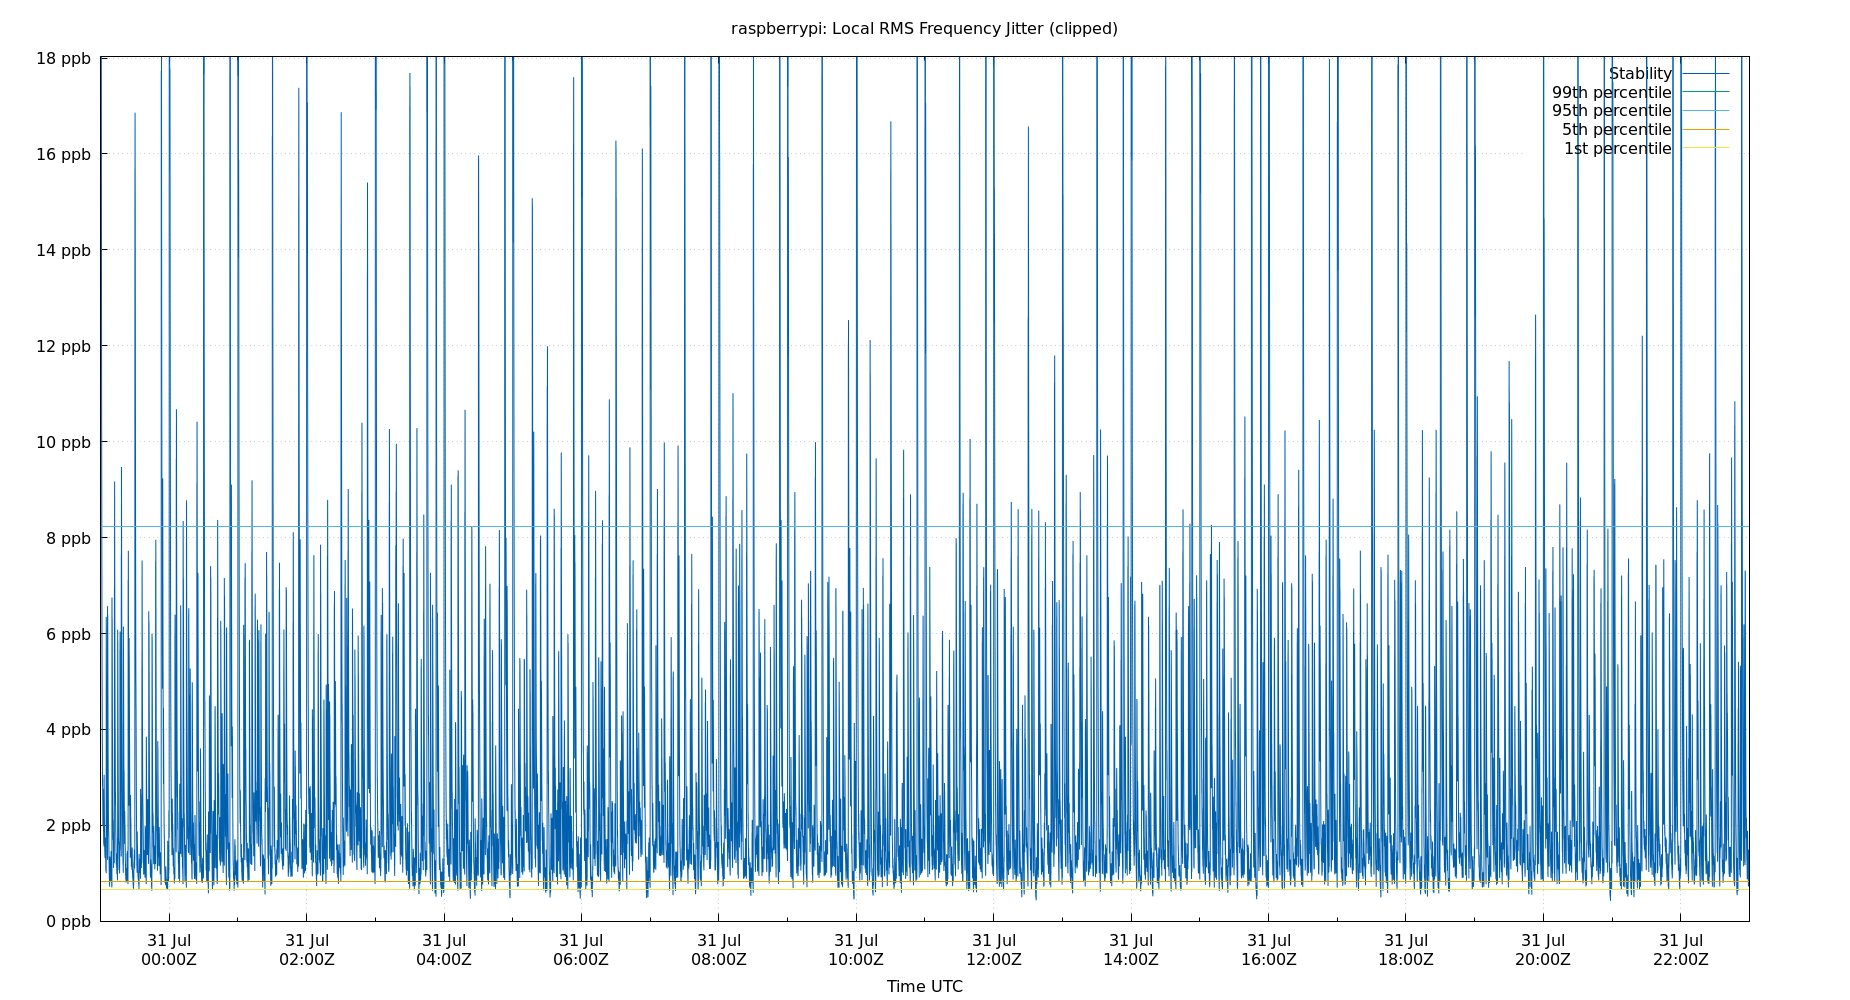 raspberrypi: Local RMS Frequency Jitter (clipped)
18 ppb
16 ppb
14 ppb
12 ppb
10 ppb
8 ppb
6 ppb
4 ppb
2 ppb
0 ppb
Stability
99th percentile
95th percentile
5th percentile
1st percentile
31 Jul 31 Jul 31 Jul 31 Jul 31 Jul 31 Jul 31 Jul 31 Jul 31 Jul 31 Jul 31 Jul 31 Jul
00:00Z 02:00Z 04:00Z 06:00Z 08:00Z 10:00Z 12:00Z 14:00Z 16:00Z 18:00Z 20:00Z 22:00Z
Time UTC